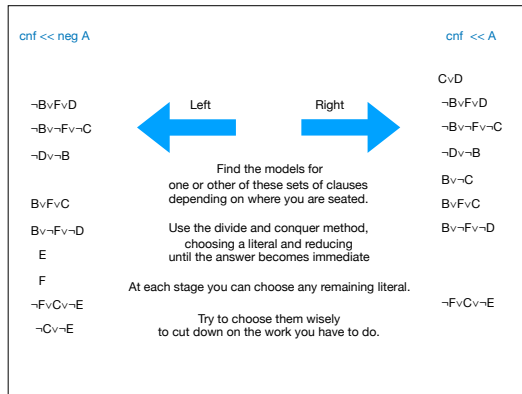 cnf << neg A
cnf << A
C∨D
¬B∨F∨D
¬B∨¬F∨¬C
¬D∨¬B
B∨F∨C
B∨¬F∨¬D
E
F
¬F∨C∨¬E
¬C∨¬E
Left
Right
Find the models for
one or other of these sets of clauses
depending on where you are seated.
Use the divide and conquer method,
choosing a literal and reducing
until the answer becomes immediate
At each stage you can choose any remaining literal.
Try to choose them wisely
to cut down on the work you have to do.
¬B∨F∨D
¬B∨¬F∨¬C
¬D∨¬B
B∨¬C
B∨F∨C
B∨¬F∨¬D
¬F∨C∨¬E